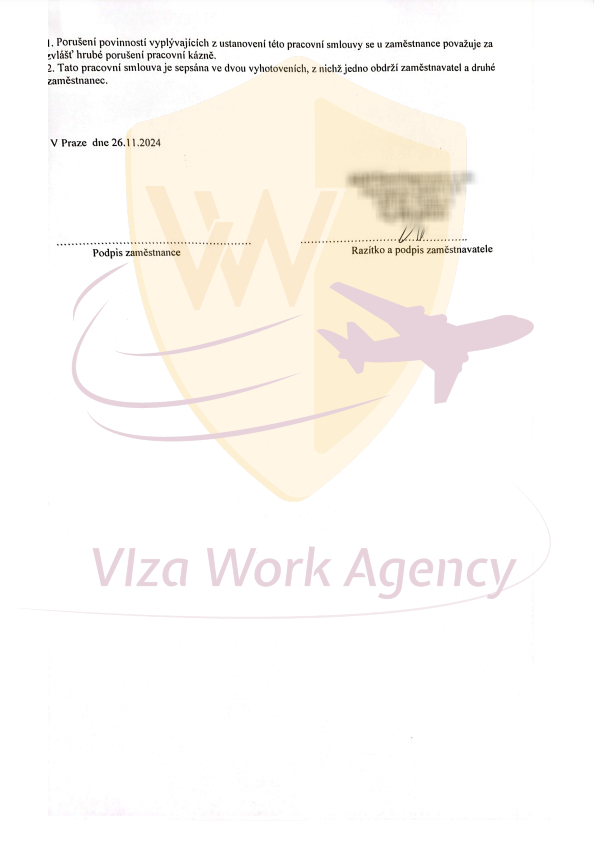 1. Porušení povinností vyplývajících z ustanovení této pracovní smlouvy se u zaměstnance považuje za
zvlášť hrubé porušení pracovní kázně.
2. Tato pracovní smlouva je sepsána ve dvou vyhotoveních, z nichž jedno obdrží zaměstnavatel a druhé
zaměstnanec.
V Praze dne 26.11.2024
Podpis zaměstnance
Razítko a podpis zaměstnavatele
VW
VIza Work Agency